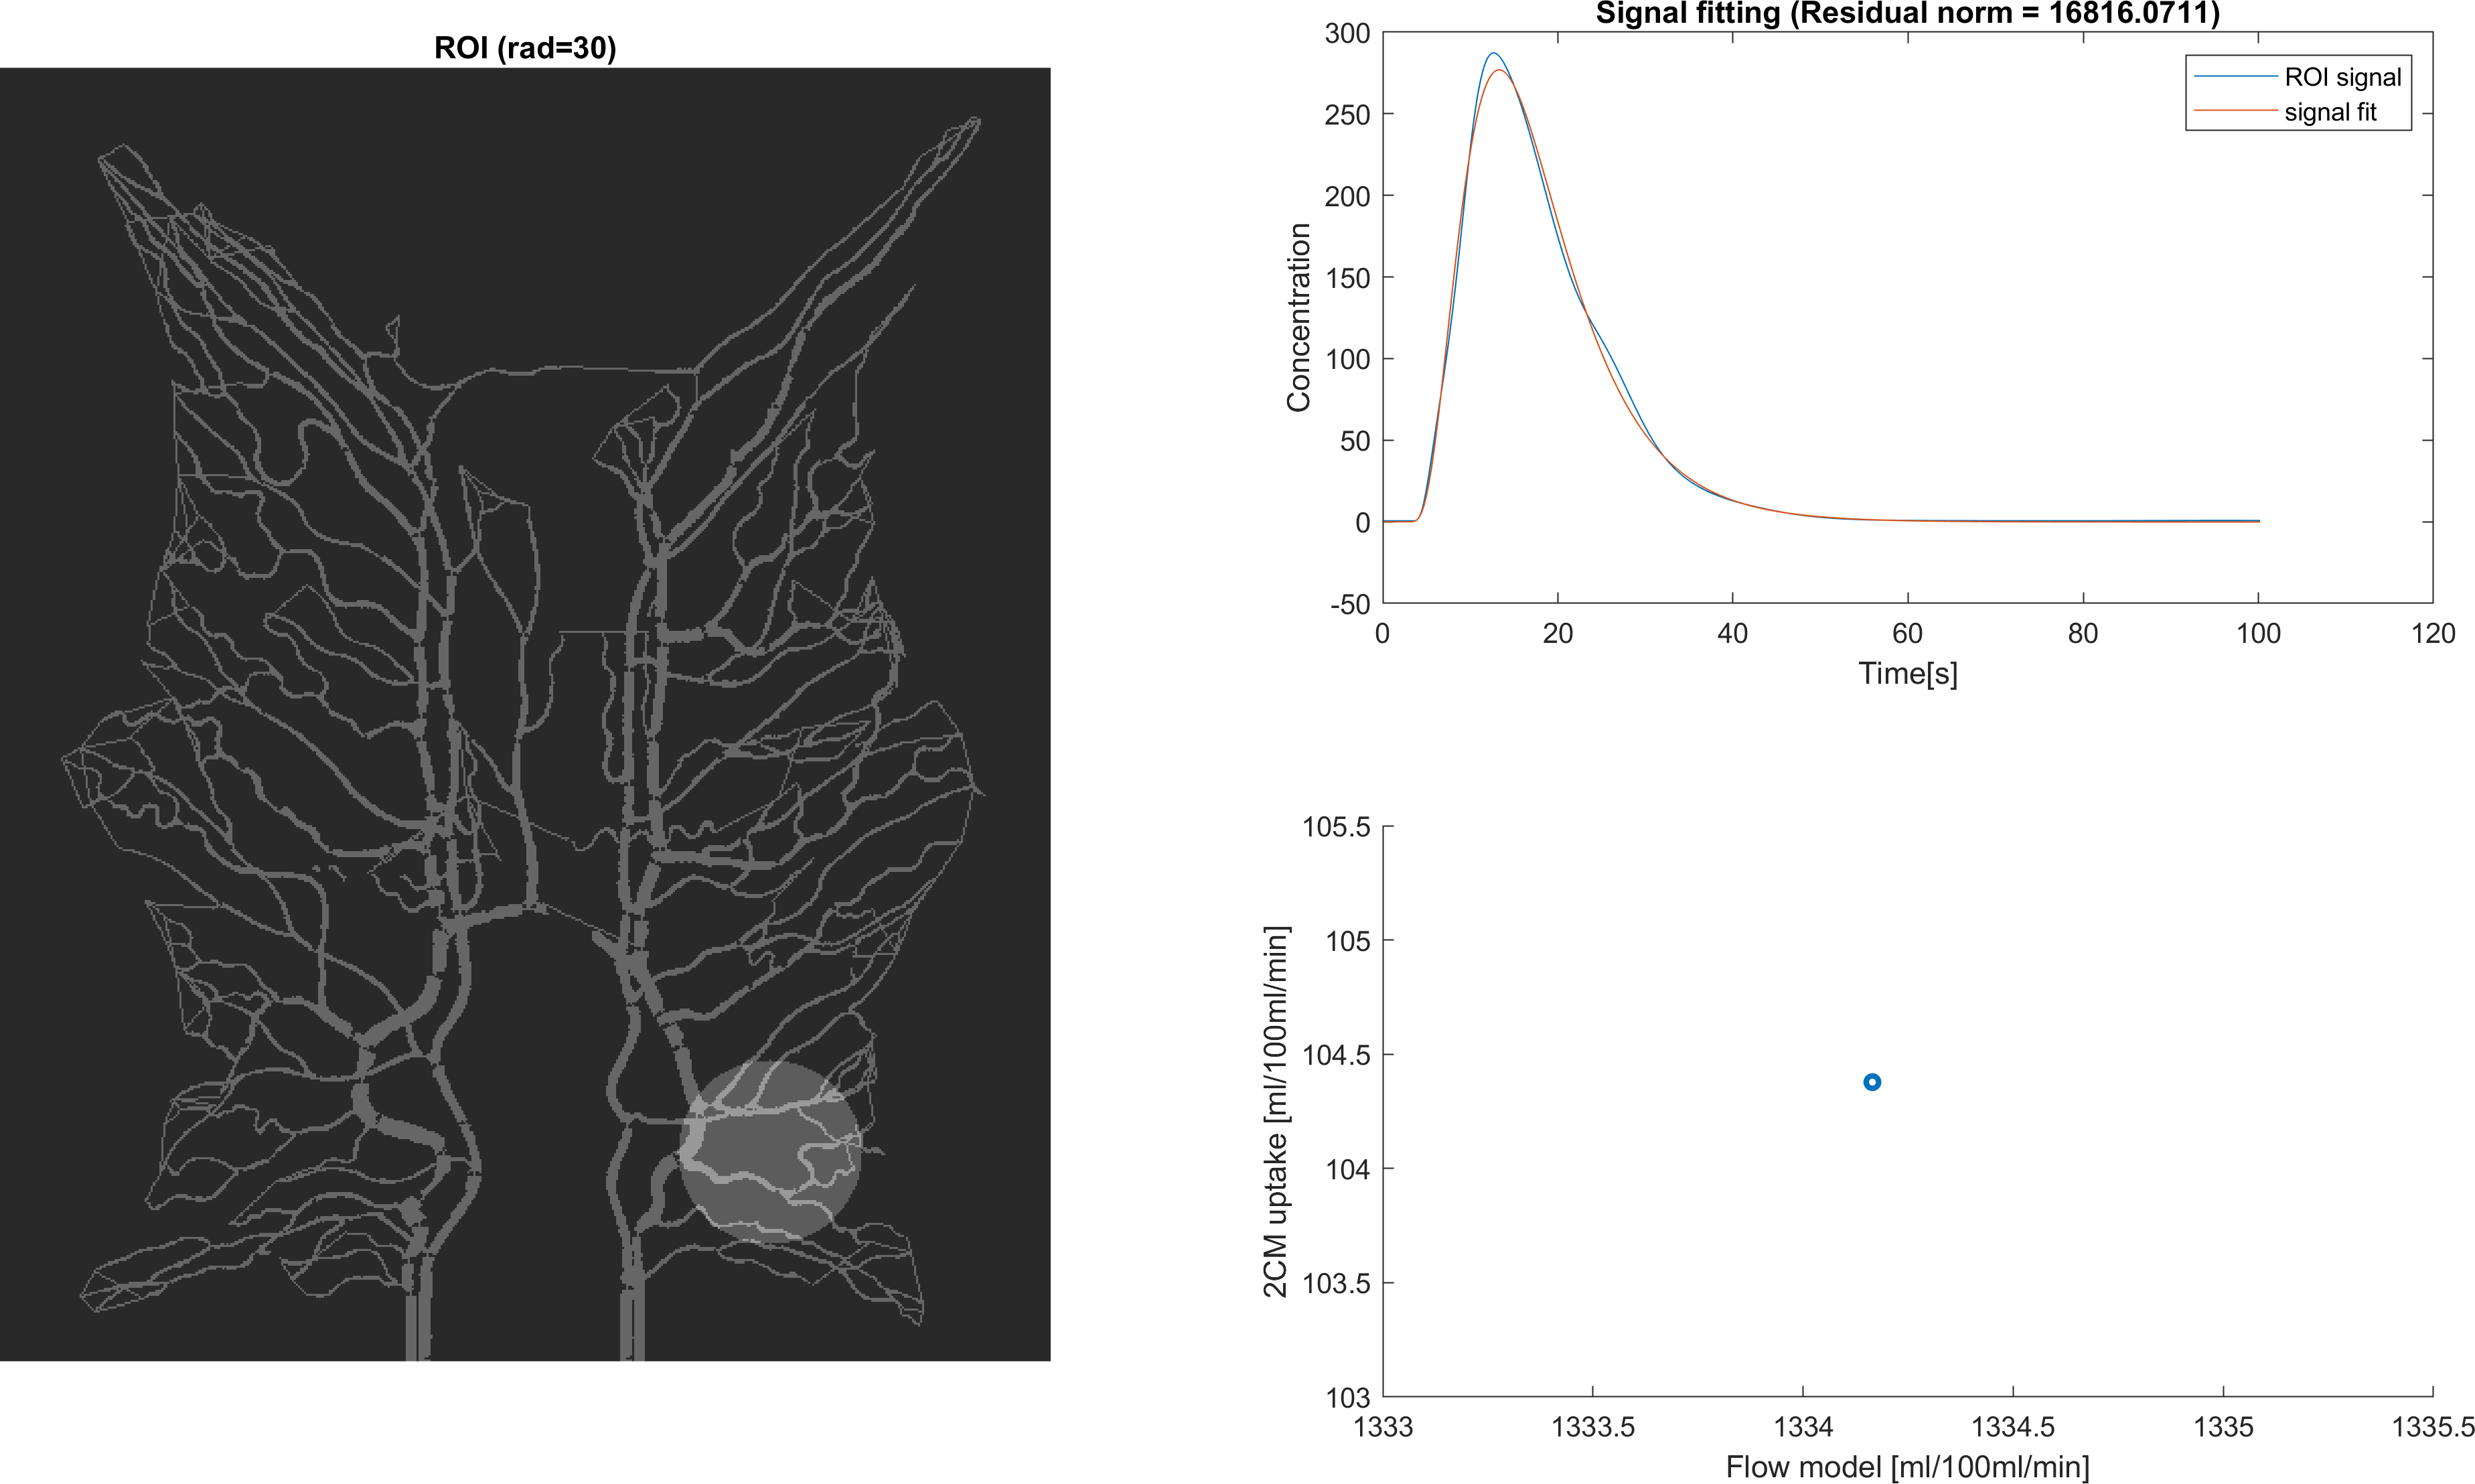 ROI (rad=30)
Signal fitting (Residual norm = 16816.0711)
300
250
200
150
100
50
0
-50
Concentration
ROI signal
signal fit
0 20 40 60 80 100 120
Time[s]
105.5
105
104.5
104
103.5
103
2CM uptake [ml/100ml/min]
1333 1333.5 1334 1334.5 1335 1335.5
Flow model [ml/100ml/min]